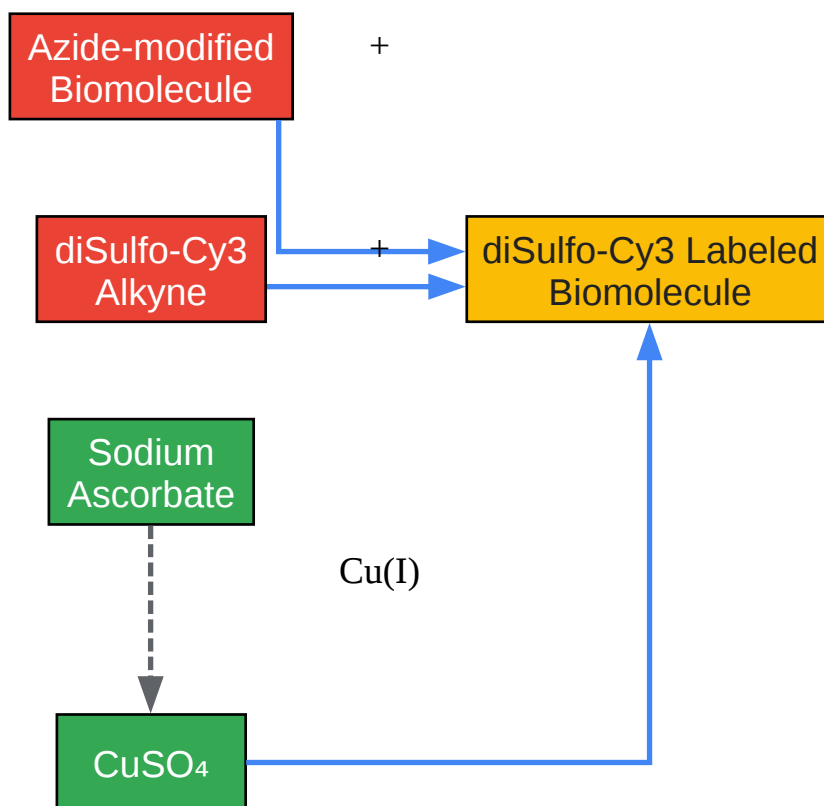 Azide-modified
Biomolecule
+
diSulfo-Cy3
Alkyne
+
diSulfo-Cy3 Labeled
Biomolecule
Sodium
Ascorbate
Cu(I)
CuSO₄